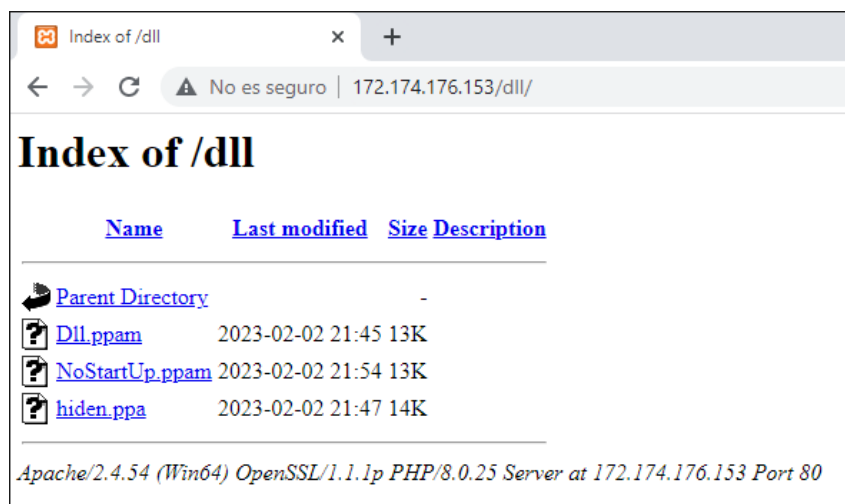 Index of /dll
No es seguro | 172.174.176.153/dll/
Index of /dll
Name Last modified Size Description
Parent Directory -
Dll.ppam 2023-02-02 21:45 13K
NoStartUp.ppam 2023-02-02 21:54 13K
hiden.ppa 2023-02-02 21:47 14K
Apache/2.4.54 (Win64) OpenSSL/1.1.1p PHP/8.0.25 Server at 172.174.176.153 Port 80